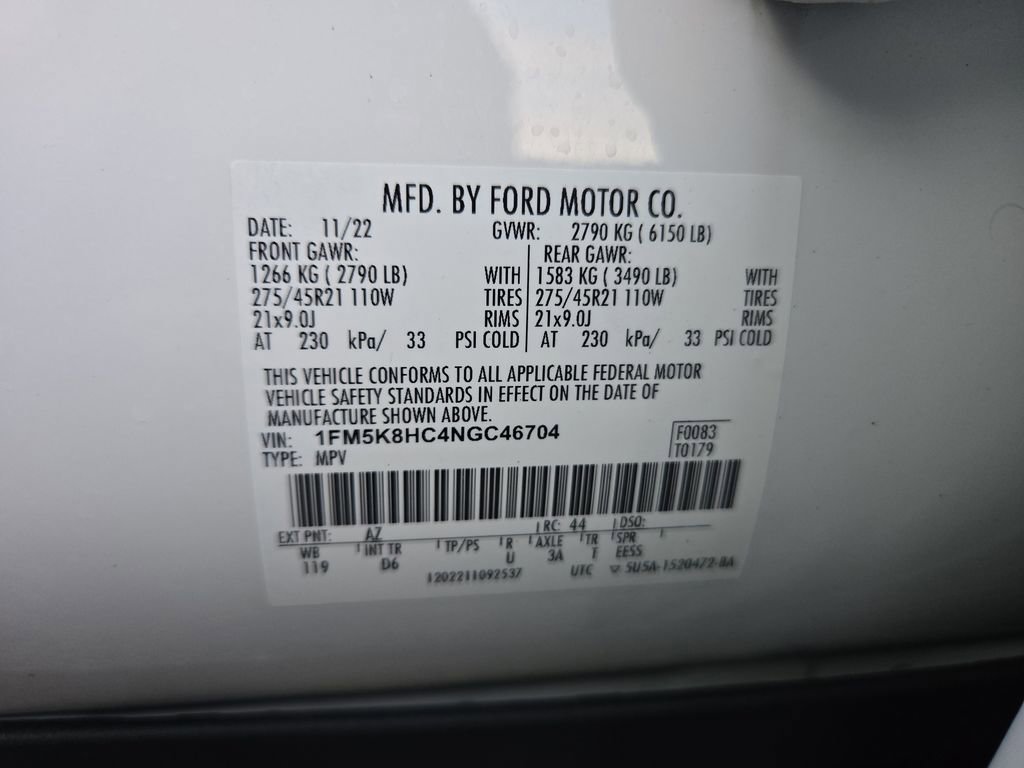 MFD. BY FORD MOTOR CO.
DATE: 11/22 GVWR: 2790 KG ( 6150 LB)
FRONT GAWR: REAR GAWR:
1266 KG ( 2790 LB) WITH 1583 KG ( 3490 LB) WITH
275/45R21 110W TIRES 275/45R21 110W TIRES
21x9.0J RIMS 21x9.0J RIMS
AT 230 kPa/ 33 PSI COLD AT 230 kPa/ 33 PSI COLD
THIS VEHICLE CONFORMS TO ALL APPLICABLE FEDERAL MOTOR
VEHICLE SAFETY STANDARDS IN EFFECT ON THE DATE OF
MANUFACTURE SHOWN ABOVE.
VIN: 1FM5K8HC4NGC46704 F0083
TYPE: MPV T0179
EXT PNT: AZ RC: 44 DSO:
WB INT TR TP/PS R AXLE TR SPR
119 D6 U 3A T EESS
1202211092537 UTC ▽ 5U5A-1520472-BA